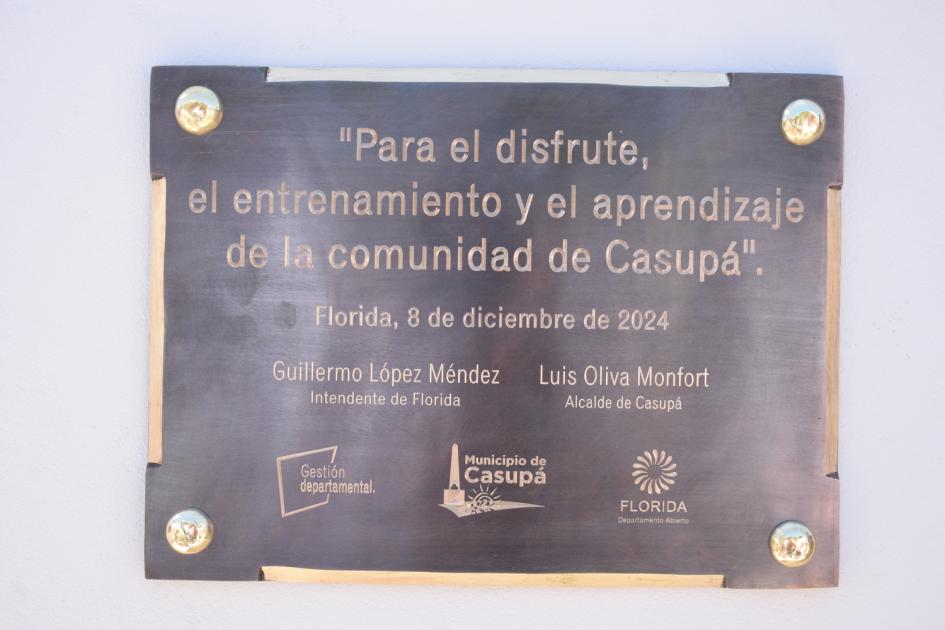 "Para el disfrute,
el entrenamiento y el aprendizaje
de la comunidad de Casupá".
Florida, 8 de diciembre de 2024
Guillermo López Méndez
Intendente de Florida
Luis Oliva Monfort
Alcalde de Casupá
Gestión
departamental.
Municipio de
Casupá
FLORIDA
Departamento Abierto